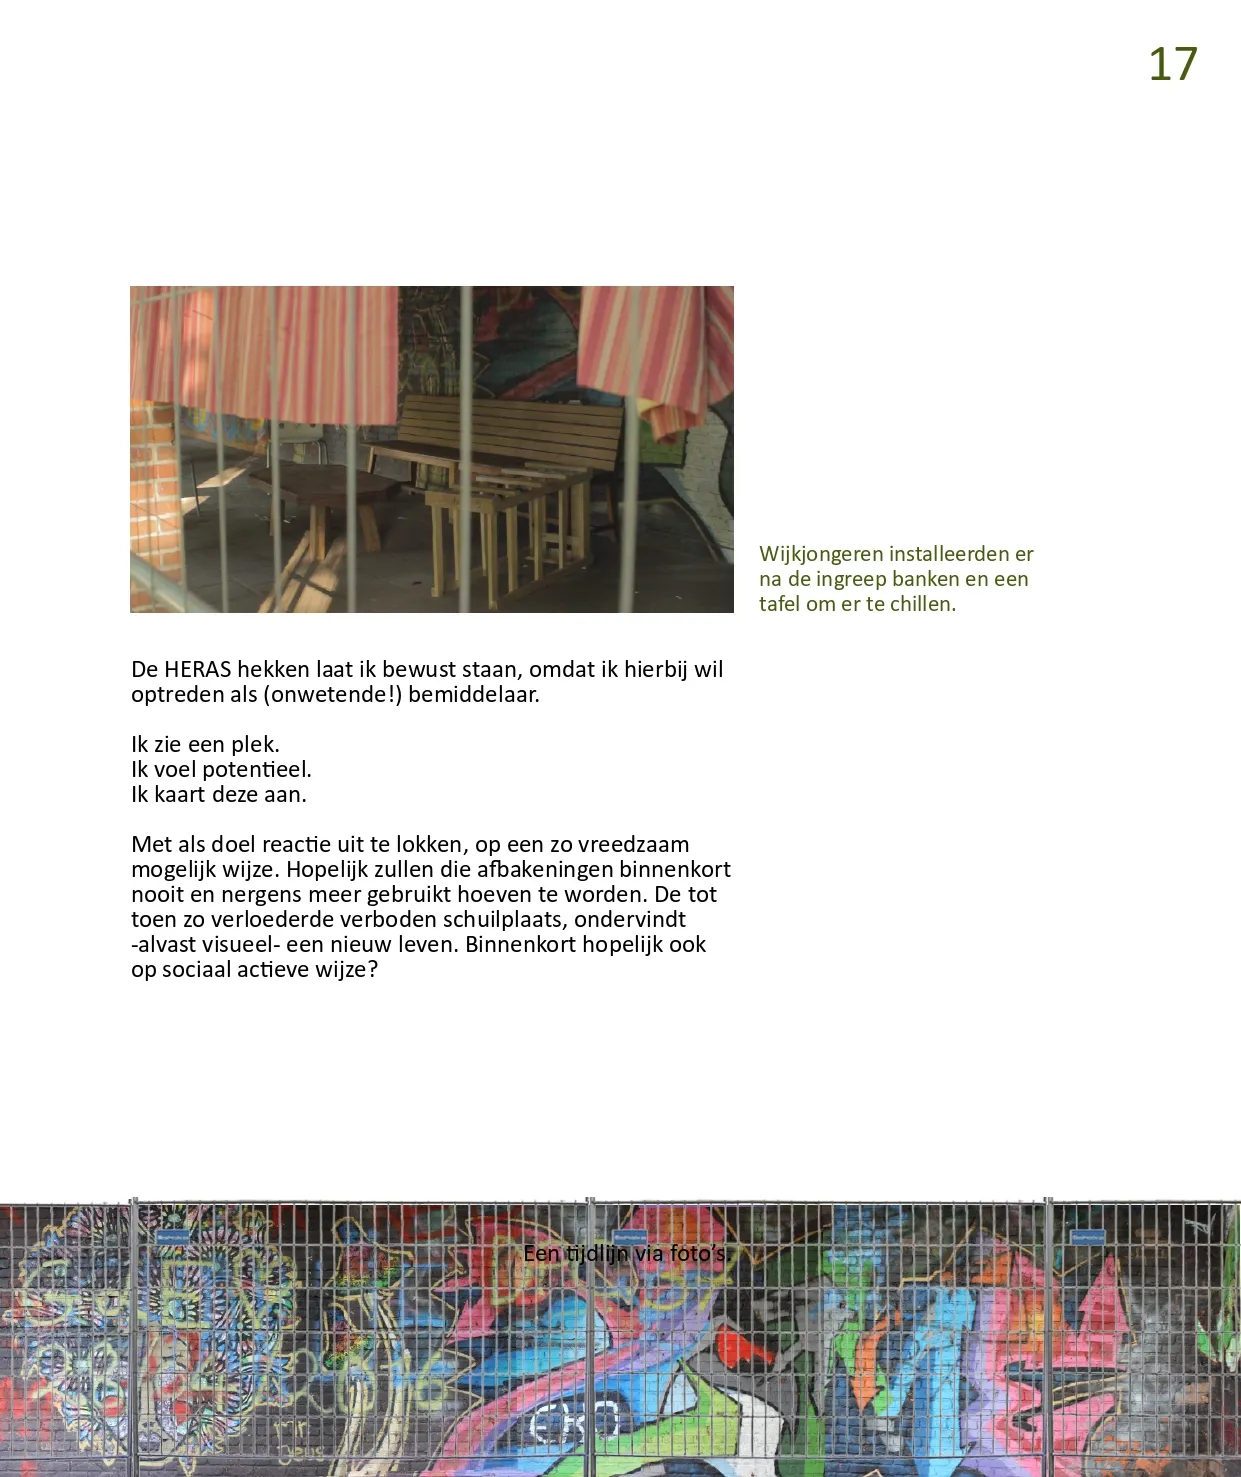 17
Wijkjongeren installeerden er
na de ingreep banken en een
tafel om er te chillen.
De HERAS hekken laat ik bewust staan, omdat ik hierbij wil
optreden als (onwetende!) bemiddelaar.
Ik zie een plek.
Ik voel potentieel.
Ik kaart deze aan.
Met als doel reactie uit te lokken, op een zo vreedzaam
mogelijk wijze. Hopelijk zullen die afbakeningen binnenkort
nooit en nergens meer gebruikt hoeven te worden. De tot
toen zo verloederde verboden schuilplaats, ondervindt
-alvast visueel- een nieuw leven. Binnenkort hopelijk ook
op sociaal actieve wijze?
Een tijdlijn via foto's.